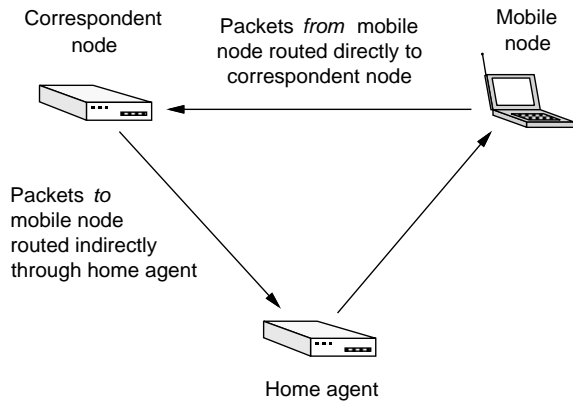 Correspondent
node
Packets from mobile
node routed directly to
correspondent node
Mobile
node
Packets to
mobile node
routed indirectly
through home agent
Home agent